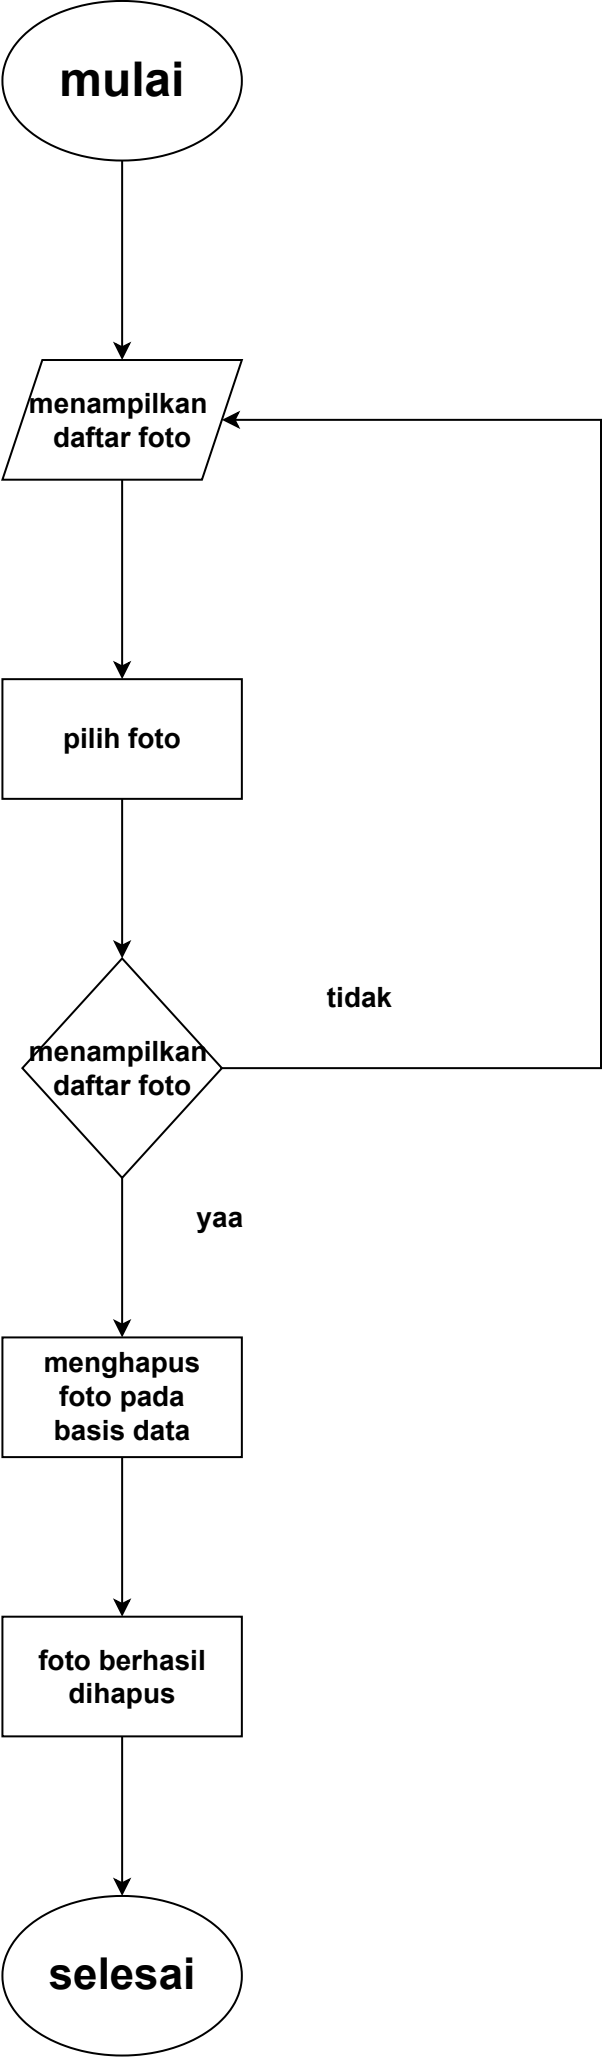 mulai
menampilkan
daftar foto
pilih foto
tidak
menampilkan
daftar foto
yaa
menghapus
foto pada
basis data
foto berhasil
dihapus
selesai